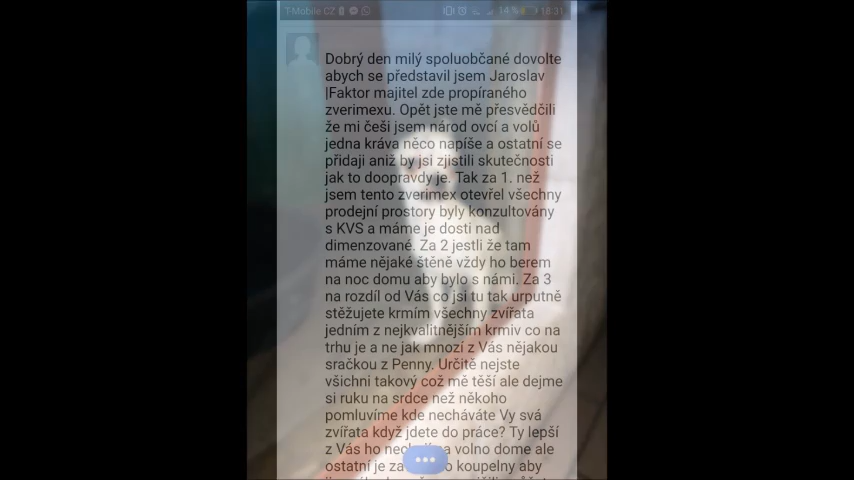 T-Mobile CZ 14% 18:31
Dobrý den milý spoluobčané dovolte
abych se představil jsem Jaroslav
|Faktor majitel zde propíraného
zverimexu. Opět jste mě přesvědčili
že mi češi jsem národ ovcí a volů
jedna kráva něco napíše a ostatní se
přidaji aniž by jsi zjistili skutečnosti
jak to doopravdy je. Tak za 1. než
jsem tento zverimex otevřel všechny
prodejní prostory byly konzultovány
s KVS a máme je dosti nad
dimenzované. Za 2 jestli že tam
máme nějaké štěně vždy ho berem
na noc domu aby bylo s námi. Za 3
na rozdíl od Vás co jsi tu tak urputně
stěžujete krmím všechny zvířata
jedním z nejkvalitnějším krmiv co na
trhu je a ne jak mnozí z Vás nějakou
sračkou z Penny. Určitě nejste
všichni takový což mě těší ale dejme
si ruku na srdce než někoho
pomluvíme kde necháváte Vy svá
zvířata když jdete do práce? Ty lepší
z Vás ho volno dome ale
ostatní je koupelny aby